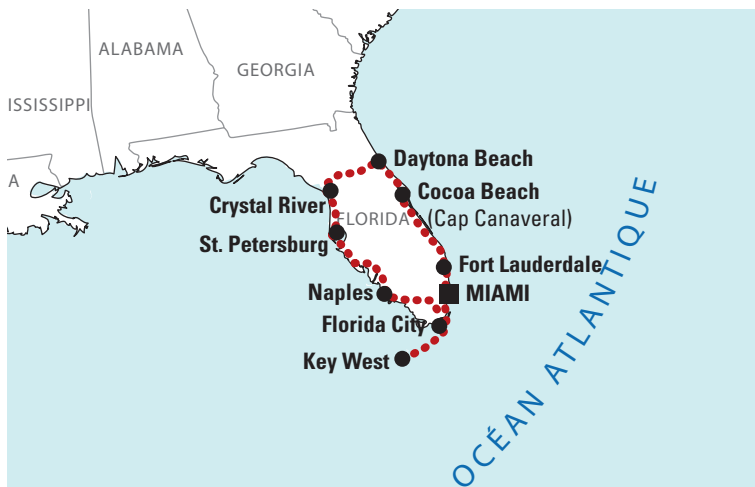 ALABAMA
GEORGIA
ISSISSIPPI
A
Daytona Beach
Crystal River
Cocoa Beach
FLORIDA
(Cap Canaveral)
St. Petersburg
Fort Lauderdale
Naples
MIAMI
Florida City
Key West
OCÉAN ATLANTIQUE